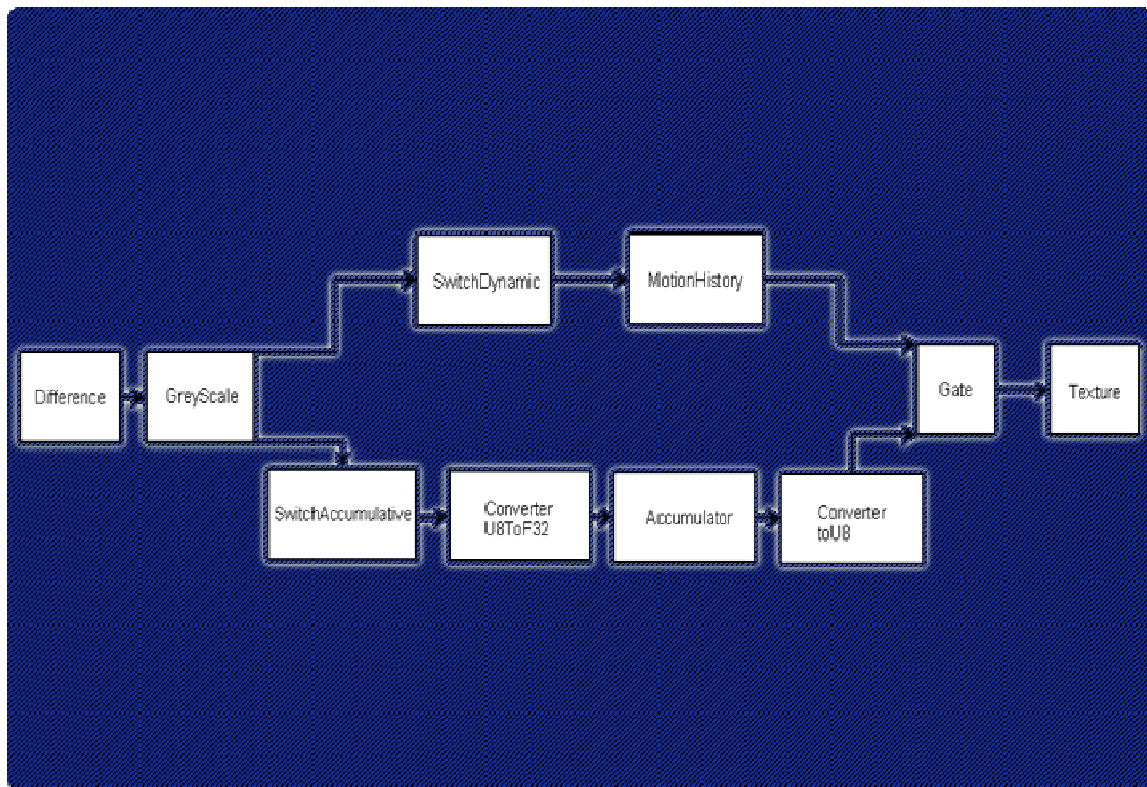 SwitchDynamic
MotionHistory
Difference
GreyScale
Gate
Texture
SwitchAccumulative
Converter
U8ToF32
Accumulator
Converter
toU8